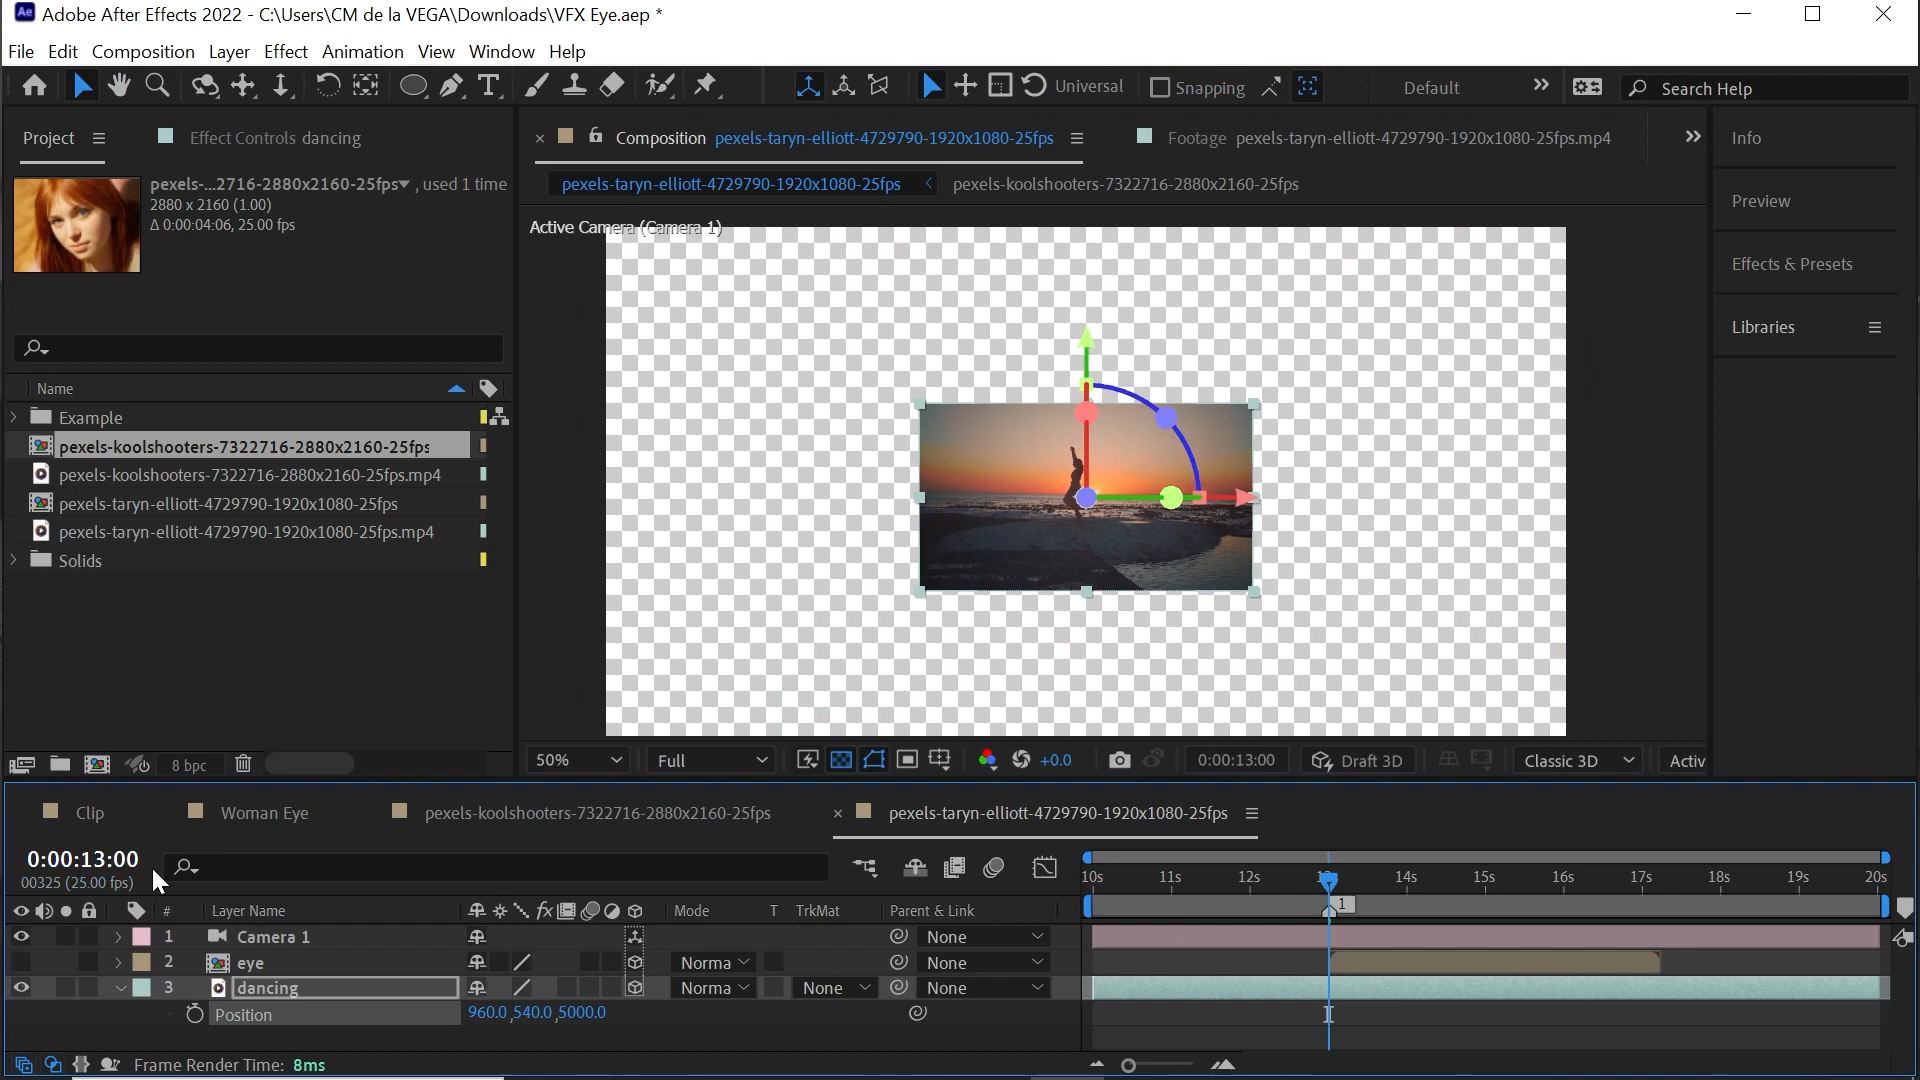 Adobe After Effects 2022 - C:\Users\CM de la VEGA\Downloads\VFX Eye.aep *
File Edit Composition Layer Effect Animation View Window Help
Universal Snapping Default Search Help
Project Effect Controls dancing
Composition pexels-taryn-elliott-4729790-1920x1080-25fps Footage pexels-taryn-elliott-4729790-1920x1080-25fps.mp4
Info
pexels-...2716-2880x2160-25fps , used 1 time
2880 x 2160 (1.00)
Δ 0:00:04:06, 25.00 fps
pexels-taryn-elliott-4729790-1920x1080-25fps pexels-koolshooters-7322716-2880x2160-25fps
Preview
Active Camera (Camera 1)
Effects & Presets
Libraries
Name
Example
pexels-koolshooters-7322716-2880x2160-25fps
pexels-koolshooters-7322716-2880x2160-25fps.mp4
pexels-taryn-elliott-4729790-1920x1080-25fps
pexels-taryn-elliott-4729790-1920x1080-25fps.mp4
Solids
8 bpc
50% Full +0.0 0:00:13:00 Draft 3D Classic 3D Activ
Clip Woman Eye pexels-koolshooters-7322716-2880x2160-25fps pexels-taryn-elliott-4729790-1920x1080-25fps
0:00:13:00
00325 (25.00 fps)
10s 11s 12s 14s 15s 16s 17s 18s 19s 20s
# Layer Name fx Mode T TrkMat Parent & Link
1
1 Camera 1 None
2 eye Norma None
3 dancing Norma None None
Position 960.0,540.0,5000.0
Frame Render Time: 8ms